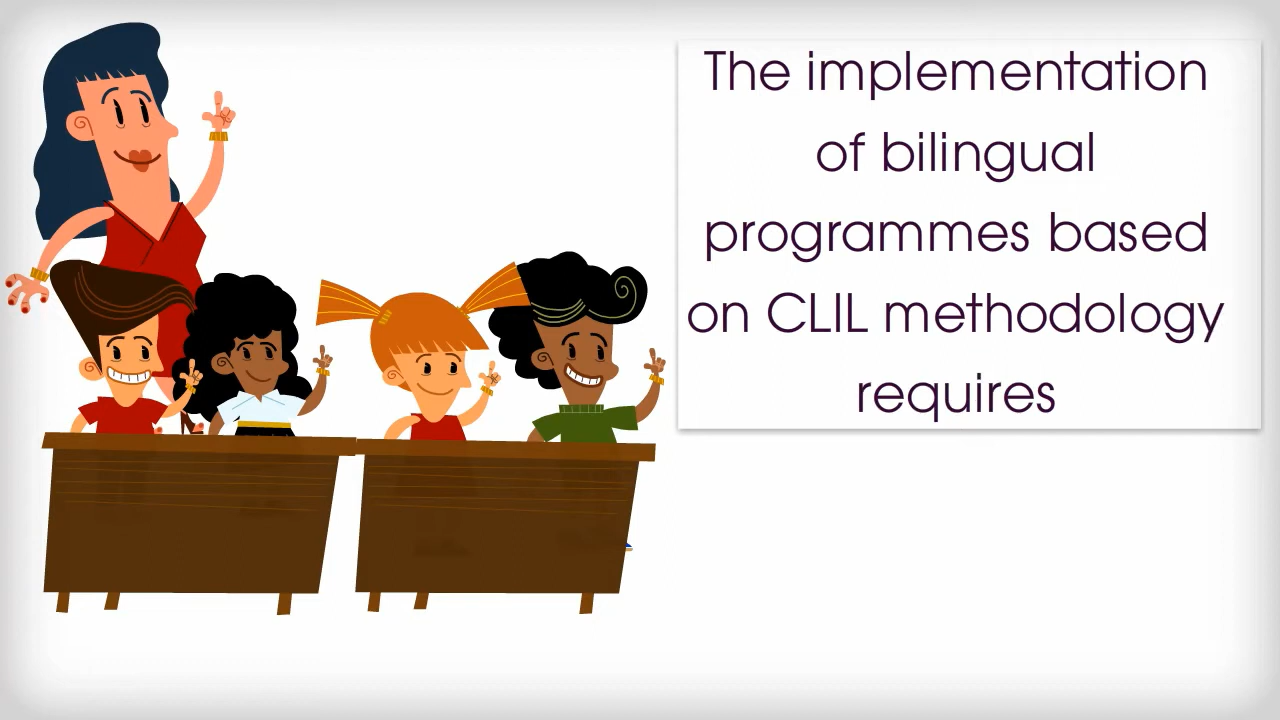 The implementation
of bilingual
programmes based
on CLIL methodology
requires